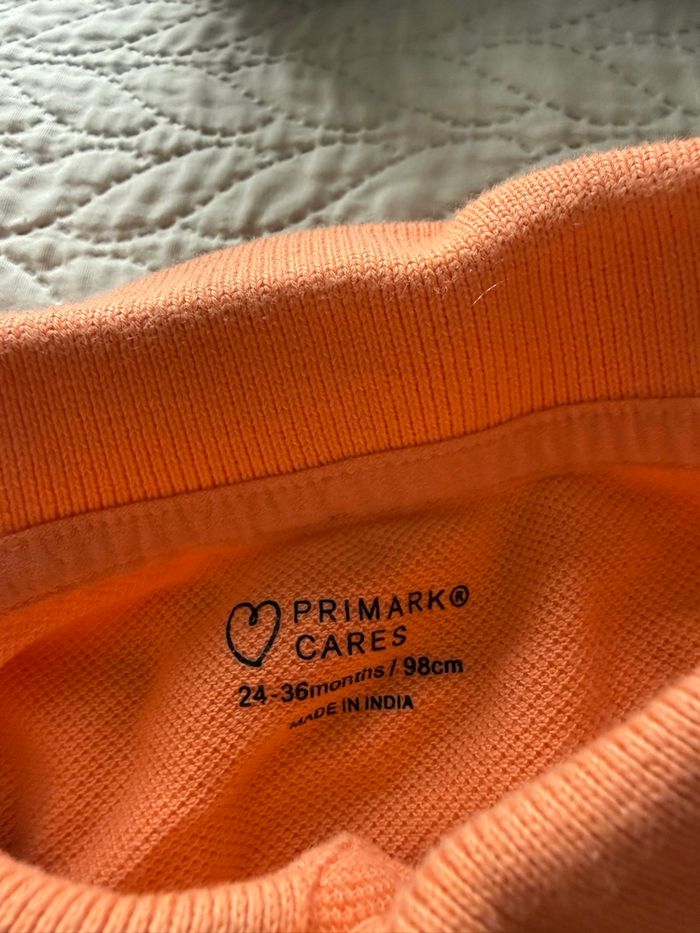 PRIMARK®
CARES
24-36months / 98cm
MADE IN INDIA